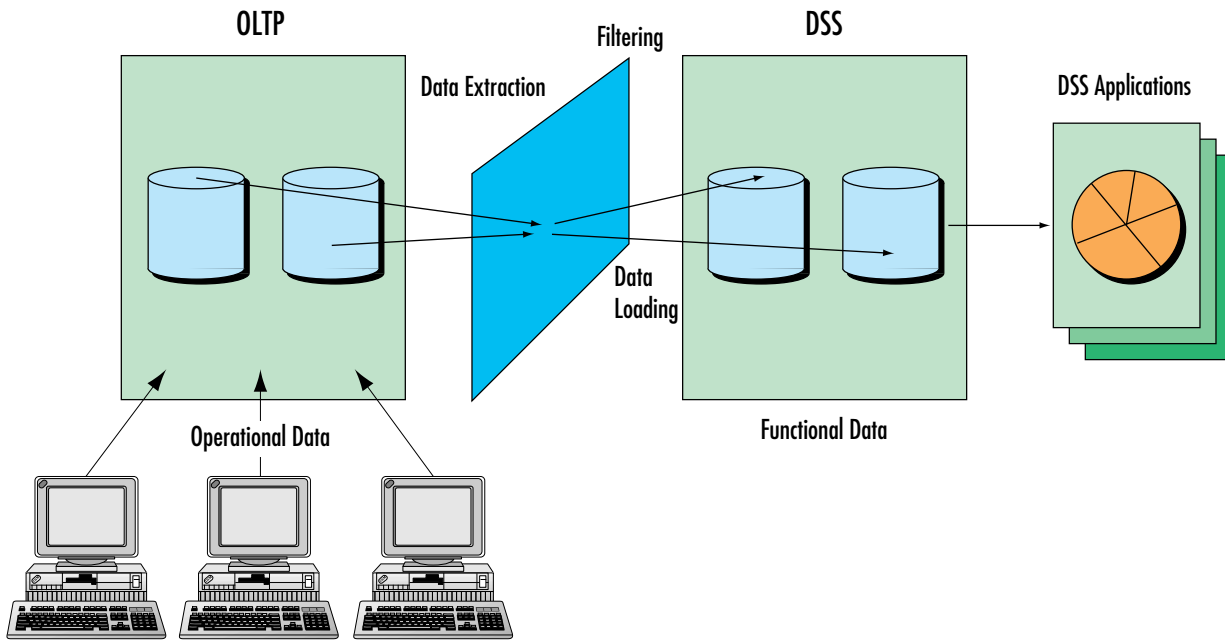 OLTP
Filtering
DSS
Data Extraction
DSS Applications
Data
Loading
Operational Data
Functional Data